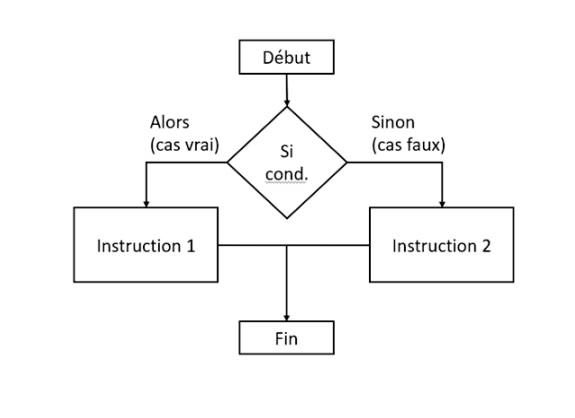 Début
Alors
(cas vrai)
Sinon
(cas faux)
Si
cond.
Instruction 1
Instruction 2
Fin